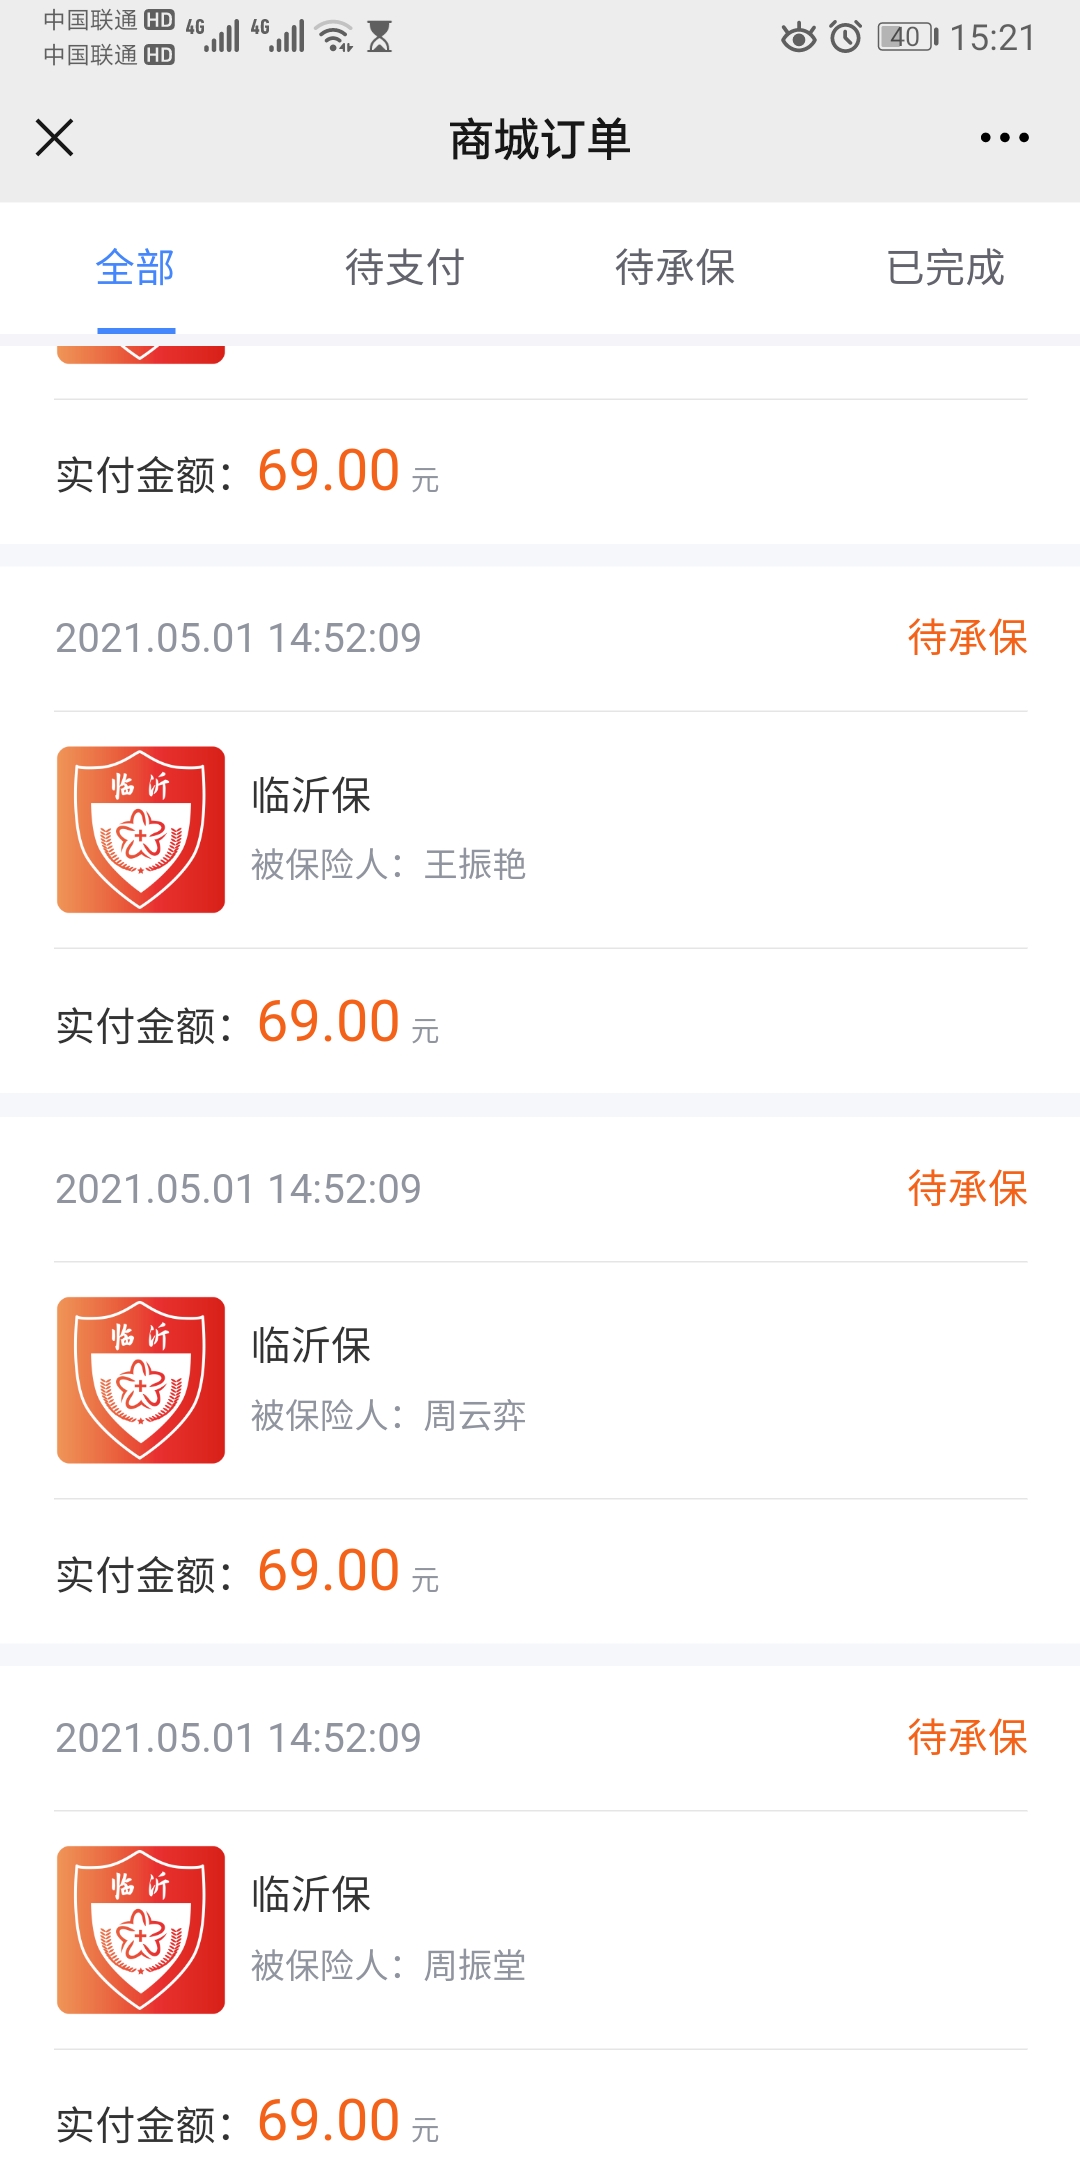 中国联通 HD 4G 4G 40 15:21
中国联通 HD
商城订单
全部 待支付 待承保 已完成
实付金额：69.00 元
2021.05.01 14:52:09 待承保
临沂
临沂保
被保险人：王振艳
实付金额：69.00 元
2021.05.01 14:52:09 待承保
临沂
临沂保
被保险人：周云弈
实付金额：69.00 元
2021.05.01 14:52:09 待承保
临沂
临沂保
被保险人：周振堂
实付金额：69.00 元